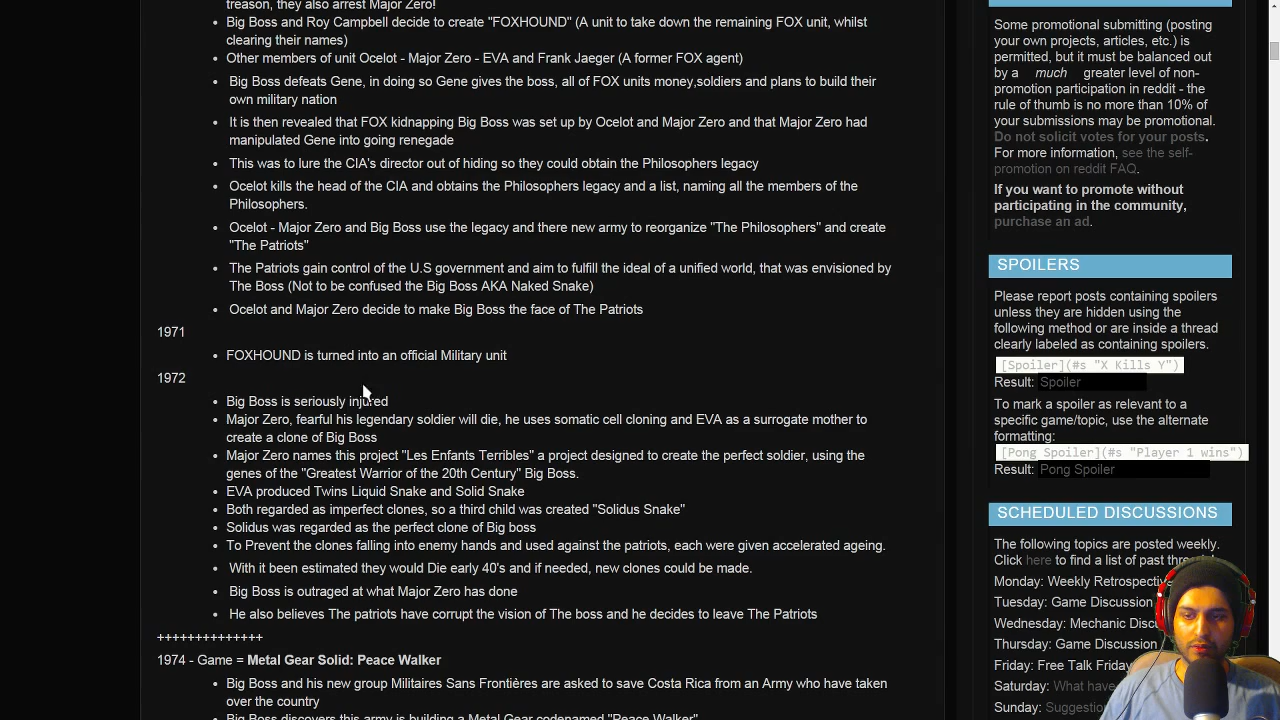 treason, they also arrest Major Zero!
Big Boss and Roy Campbell decide to create "FOXHOUND" (A unit to take down the remaining FOX unit, whilst
clearing their names)
Other members of unit Ocelot - Major Zero - EVA and Frank Jaeger (A former FOX agent)
Big Boss defeats Gene, in doing so Gene gives the boss, all of FOX units money,soldiers and plans to build their
own military nation
It is then revealed that FOX kidnapping Big Boss was set up by Ocelot and Major Zero and that Major Zero had
manipulated Gene into going renegade
This was to lure the CIA's director out of hiding so they could obtain the Philosophers legacy
Ocelot kills the head of the CIA and obtains the Philosophers legacy and a list, naming all the members of the
Philosophers.
Ocelot - Major Zero and Big Boss use the legacy and there new army to reorganize "The Philosophers" and create
"The Patriots"
The Patriots gain control of the U.S government and aim to fulfill the ideal of a unified world, that was envisioned by
The Boss (Not to be confused the Big Boss AKA Naked Snake)
Ocelot and Major Zero decide to make Big Boss the face of The Patriots
1971
FOXHOUND is turned into an official Military unit
1972
Big Boss is seriously injured
Major Zero, fearful his legendary soldier will die, he uses somatic cell cloning and EVA as a surrogate mother to
create a clone of Big Boss
Major Zero names this project "Les Enfants Terribles" a project designed to create the perfect soldier, using the
genes of the "Greatest Warrior of the 20th Century" Big Boss.
EVA produced Twins Liquid Snake and Solid Snake
Both regarded as imperfect clones, so a third child was created "Solidus Snake"
Solidus was regarded as the perfect clone of Big boss
To Prevent the clones falling into enemy hands and used against the patriots, each were given accelerated ageing.
With it been estimated they would Die early 40's and if needed, new clones could be made.
Big Boss is outraged at what Major Zero has done
He also believes The patriots have corrupt the vision of The boss and he decides to leave The Patriots
++++++++++++++
1974 - Game = Metal Gear Solid: Peace Walker
Big Boss and his new group Militaires Sans Frontières are asked to save Costa Rica from an Army who have taken
over the country
Big Boss discovers this army is building a Metal Gear codenamed "Peace Walker"
Some promotional submitting (posting
your own projects, articles, etc.) is
permitted, but it must be balanced out
by a much greater level of non-
promotion participation in reddit - the
rule of thumb is no more than 10% of
your submissions may be promotional.
Do not solicit votes for your posts.
For more information, see the self-
promotion on reddit FAQ.
If you want to promote without
participating in the community,
purchase an ad.
SPOILERS
Please report posts containing spoilers
unless they are hidden using the
following method or are inside a thread
clearly labeled as containing spoilers.
[Spoiler](#s "X Kills Y")
Result: Spoiler
To mark a spoiler as relevant to a
specific game/topic, use the alternate
formatting:
[Pong Spoiler](#s "Player 1 wins")
Result: Pong Spoiler
SCHEDULED DISCUSSIONS
The following topics are posted weekly.
Click here to find a list of past
Monday: Weekly Retrospective
Tuesday: Game Discussion
Wednesday: Mechanic
Thursday: Game Discussion
Friday: Free Talk Friday
Saturday: What have
Sunday: